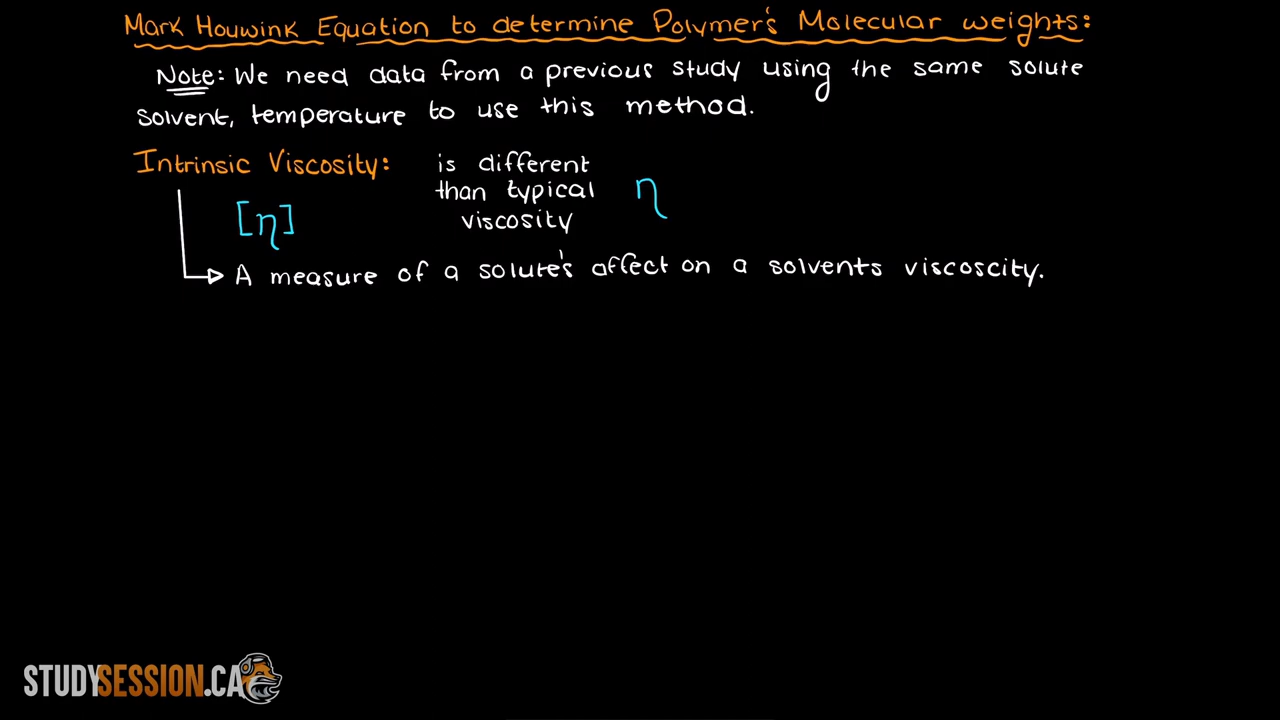 Mark Houwink Equation to determine Polymer's Molecular weights:
Note: We need data from a previous study using the same solute
solvent, temperature to use this method.
Intrinsic Viscosity:
[η]
is different
than typical
viscosity
η
A measure of a solute's affect on a solvents viscoscity.
STUDYSESSION.CA